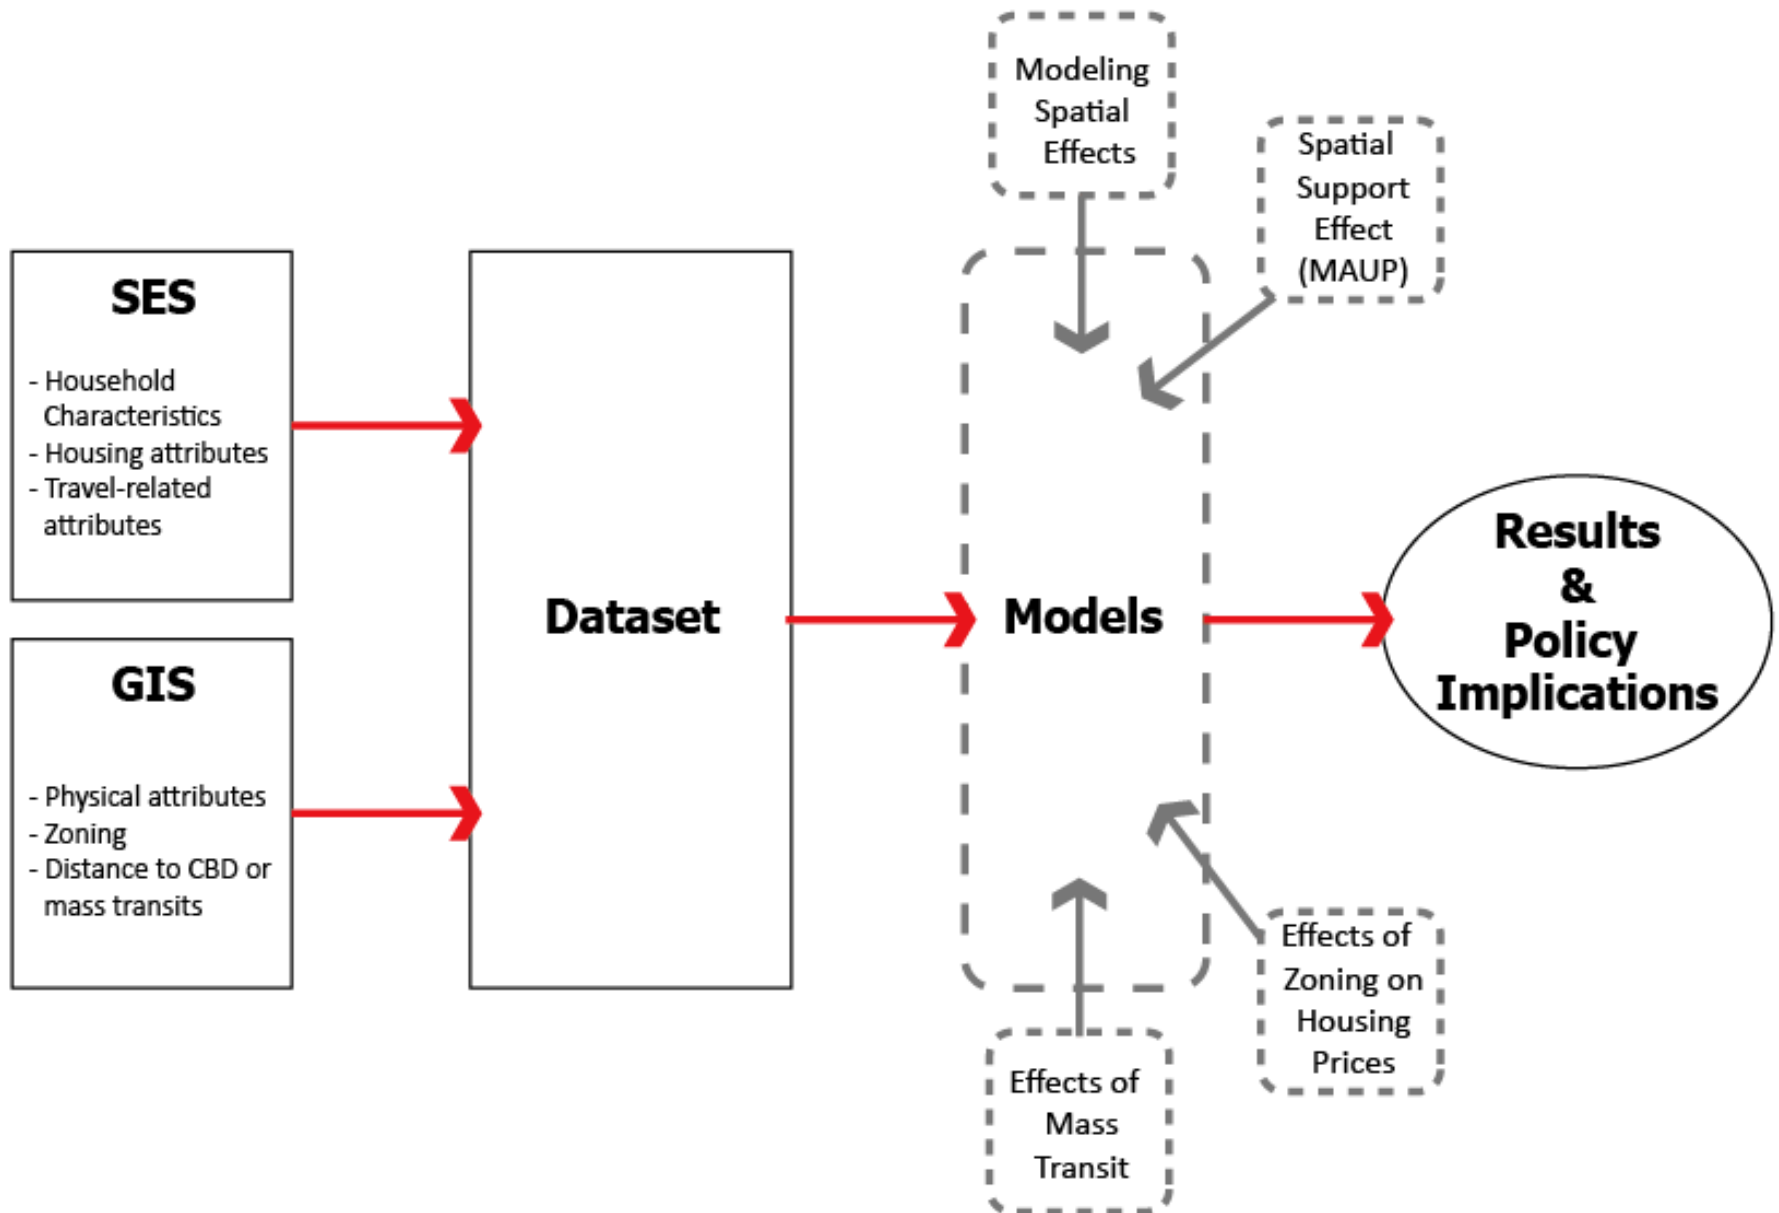 SES
- Household
Characteristics
- Housing attributes
- Travel-related
attributes
GIS
- Physical attributes
- Zoning
- Distance to CBD or
mass transits
Dataset
Modeling
Spatial
Effects
Spatial
Support
Effect
(MAUP)
Models
Effects of
Mass
Transit
Effects of
Zoning on
Housing
Prices
Results
&
Policy
Implications